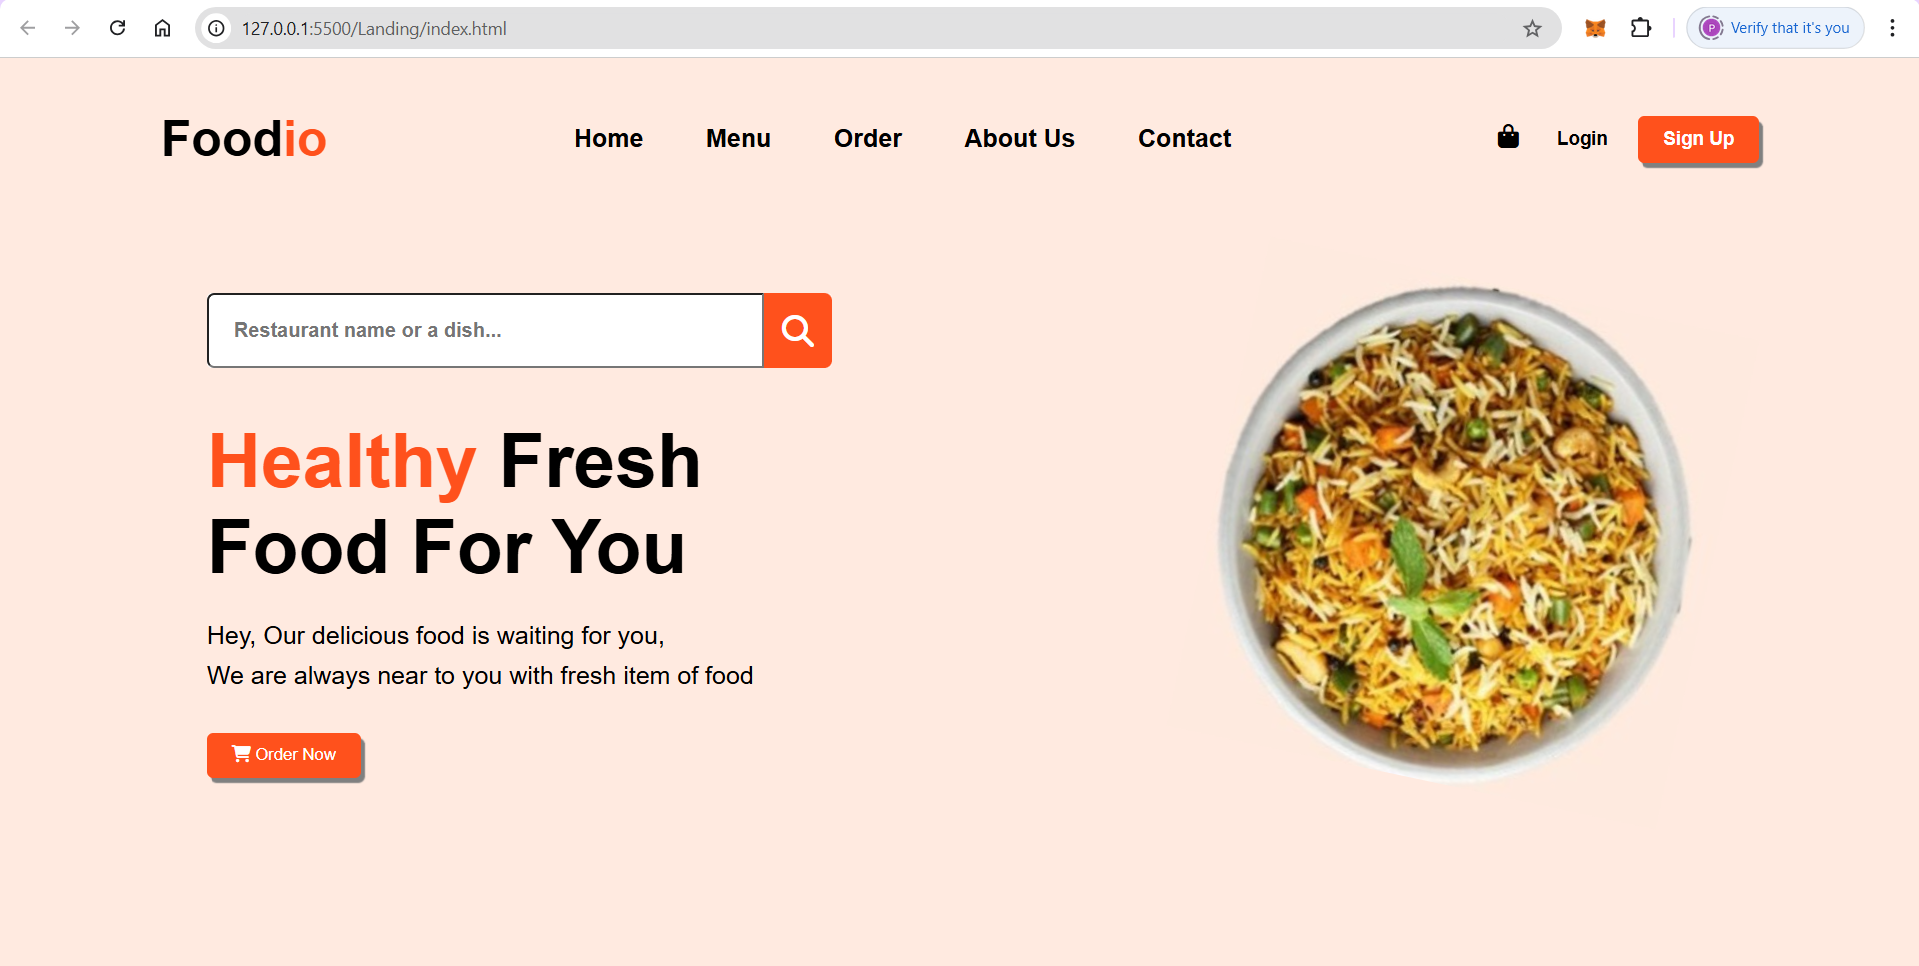 127.0.0.1:5500/Landing/index.html
P Verify that it's you
Foodio
Home Menu Order About Us Contact
Login Sign Up
Restaurant name or a dish...
Healthy Fresh
Food For You
Hey, Our delicious food is waiting for you,
We are always near to you with fresh item of food
Order Now